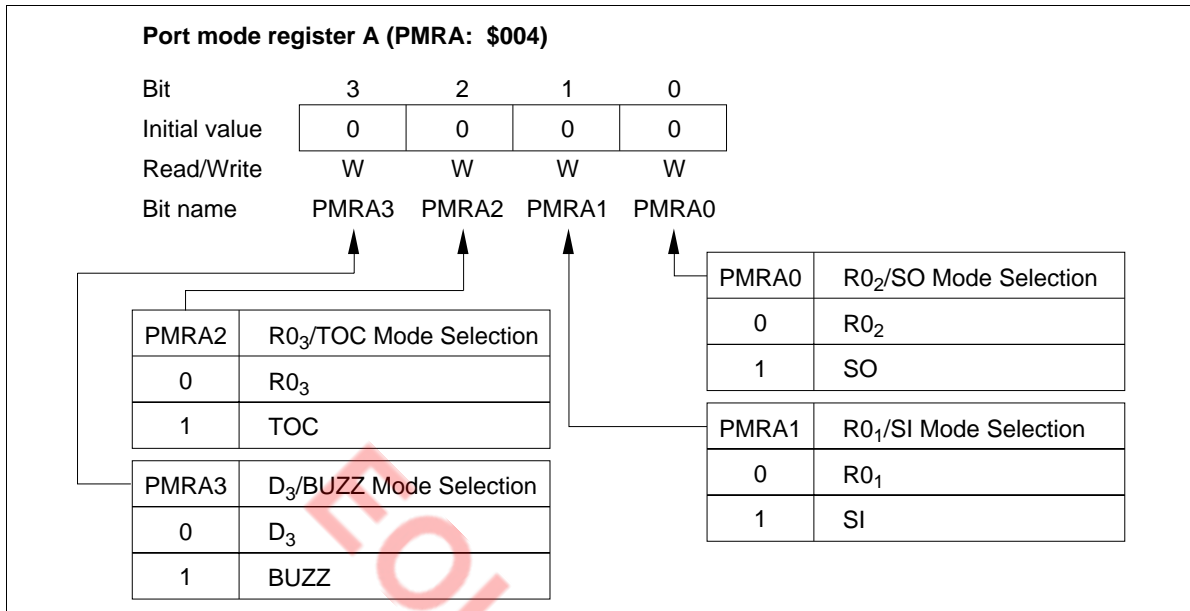 Port mode register A (PMRA: $004)
Bit 3 2 1 0
Initial value 0 0 0 0
Read/Write W W W W
Bit name PMRA3 PMRA2 PMRA1 PMRA0
PMRA0 R0₂/SO Mode Selection
0 R0₂
1 SO
PMRA2 R0₃/TOC Mode Selection
0 R0₃
1 TOC
PMRA1 R0₁/SI Mode Selection
0 R0₁
1 SI
PMRA3 D₃/BUZZ Mode Selection
0 D₃
1 BUZZ